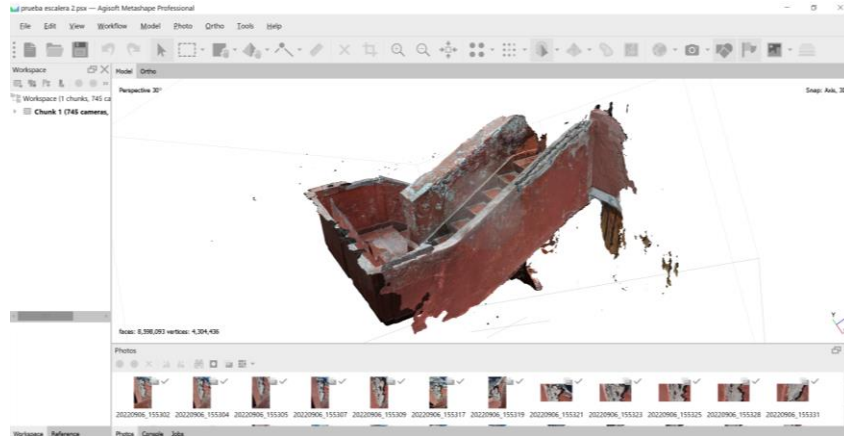 prueba escalera 2.psx — Agisoft Metashape Professional
File Edit View Workflow Model Photo Ortho Tools Help
Workspace
Model Ortho
Perspective 30°
Snap: Axis, 3D
Workspace (1 chunks, 745 ca
Chunk 1 (745 cameras,
faces: 8,598,093 vertices: 4,304,436
Y
Photos
20220906_155302 20220906_155304 20220906_155305 20220906_155307 20220906_155309 20220906_155317 20220906_155319 20220906_155321 20220906_155323 20220906_155325 20220906_155328 20220906_155331
Workspace Reference Photos Console Jobs